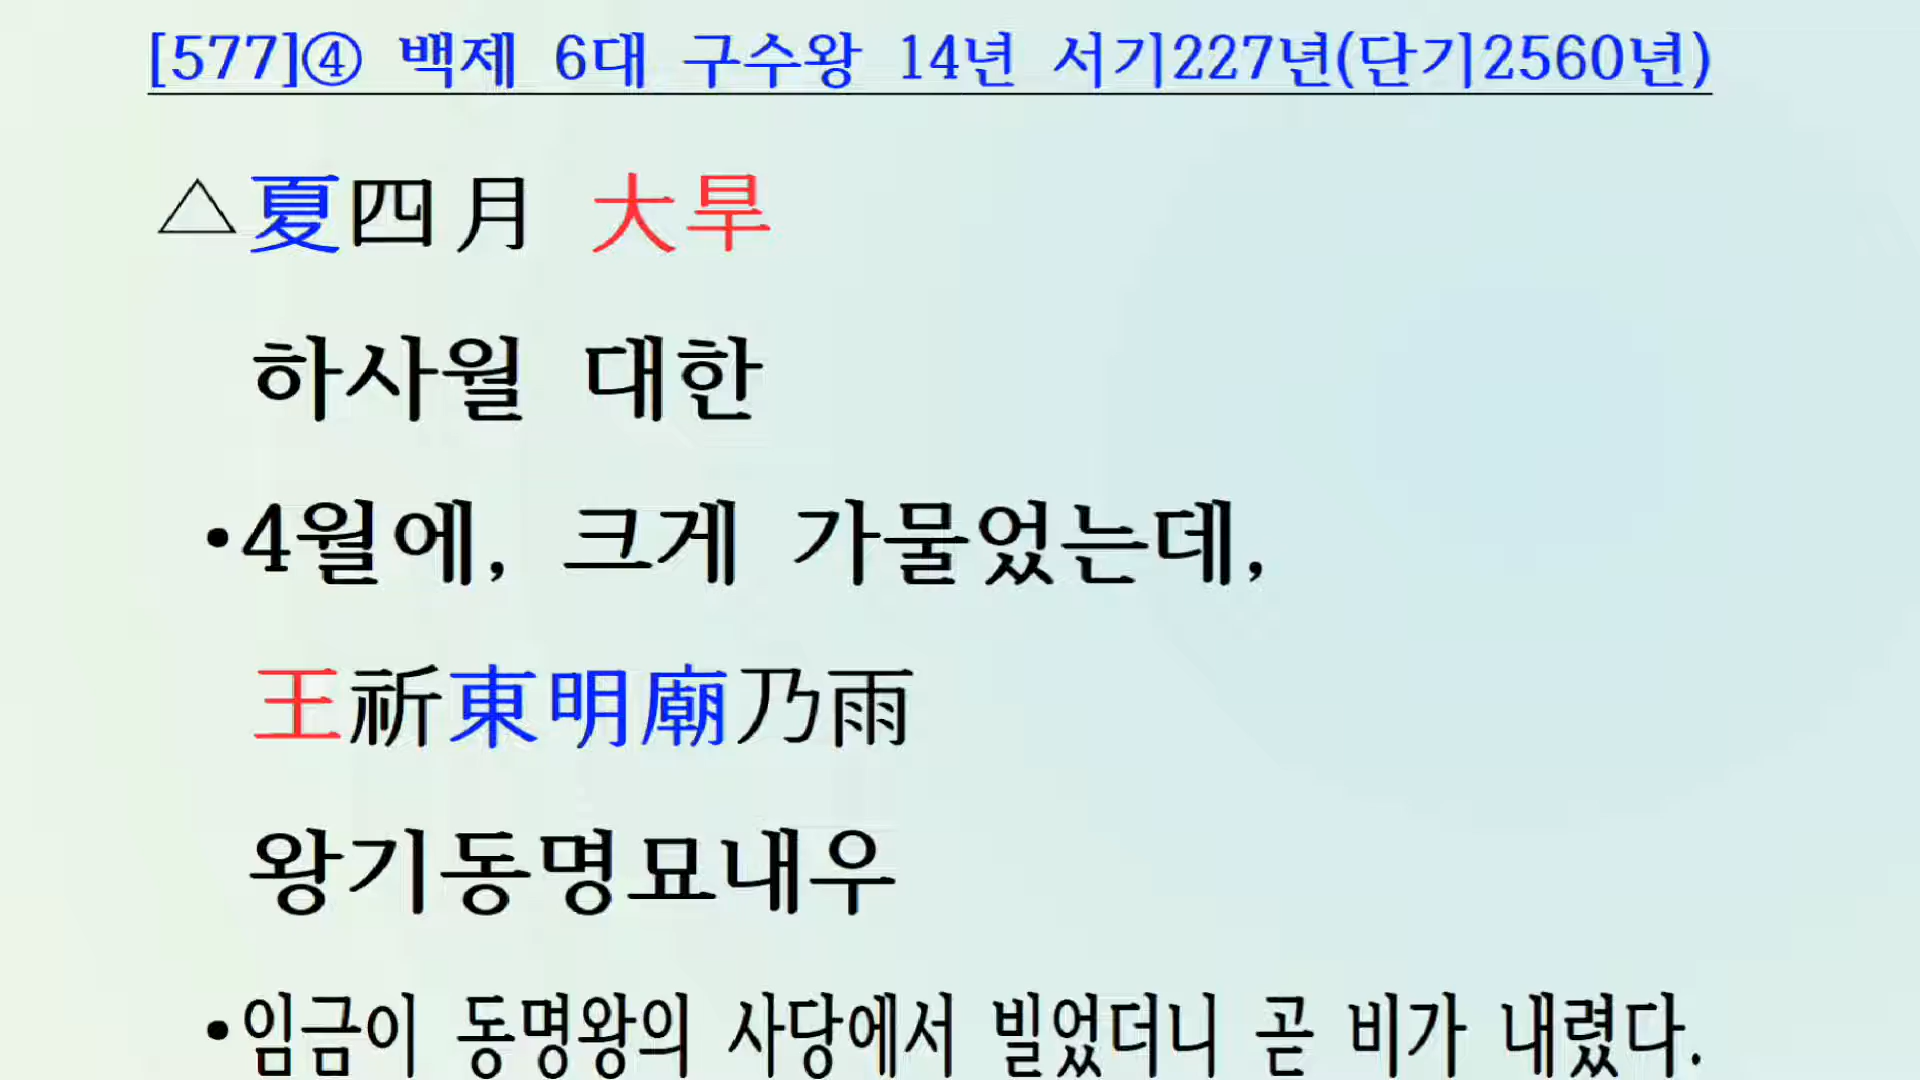 [577]④ 백제 6대 구수왕 14년 서기227년(단기2560년)
△夏四月 大旱
하사월 대한
•4월에, 크게 가물었는데,
王祈東明廟乃雨
왕기동명묘내우
•임금이 동명왕의 사당에서 빌었더니 곧 비가 내렸다.